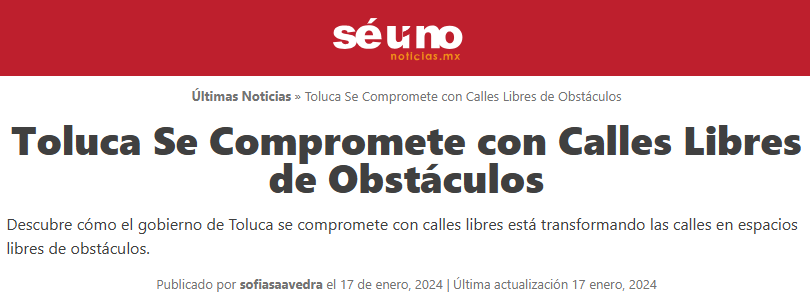 sé uno
noticias.mx
Últimas Noticias » Toluca Se Compromete con Calles Libres de Obstáculos
Toluca Se Compromete con Calles Libres
de Obstáculos
Descubre cómo el gobierno de Toluca se compromete con calles libres está transformando las calles en espacios
libres de obstáculos.
Publicado por sofiasaavedra el 17 de enero, 2024 | Última actualización 17 enero, 2024